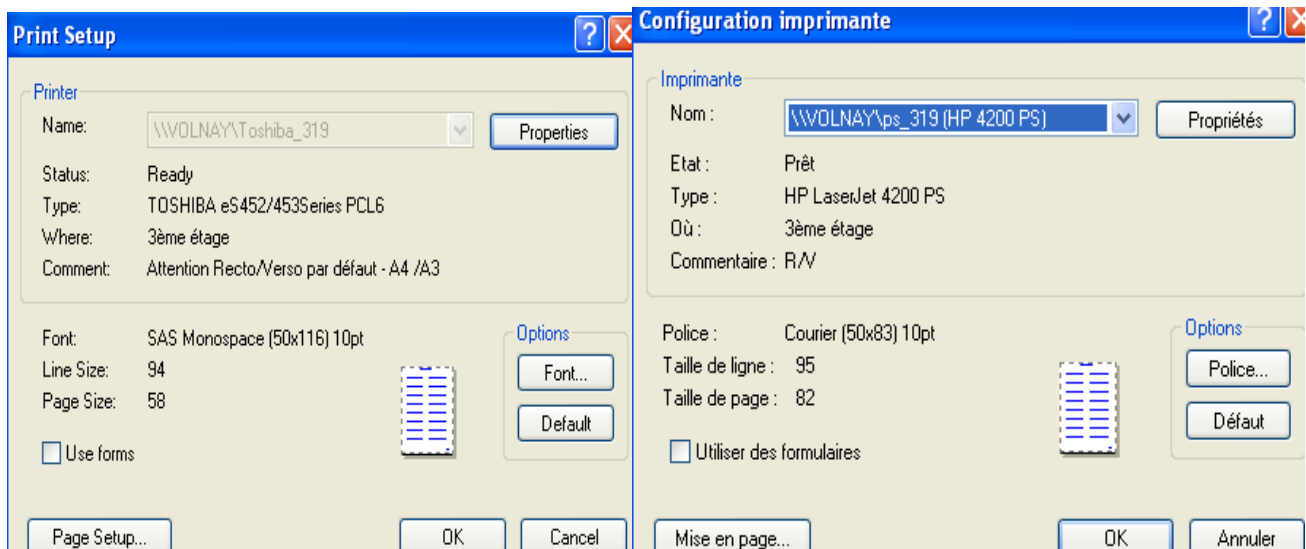 Print Setup
Printer
Name: \\VOLNAY\Toshiba_319 Properties
Status: Ready
Type: TOSHIBA eS452/453Series PCL6
Where: 3ème étage
Comment: Attention Recto/Verso par défaut - A4 /A3
Font: SAS Monospace (50x116) 10pt
Line Size: 94
Page Size: 58
Options
Font...
Default
Use forms
Page Setup... OK Cancel
Configuration imprimante
Imprimante
Nom : \\VOLNAY\ps_319 (HP 4200 PS) Propriétés
Etat : Prêt
Type : HP LaserJet 4200 PS
Où : 3ème étage
Commentaire : R/V
Police : Courier (50x83) 10pt
Taille de ligne : 95
Taille de page : 82
Options
Police...
Défaut
Utiliser des formulaires
Mise en page... OK Annuler